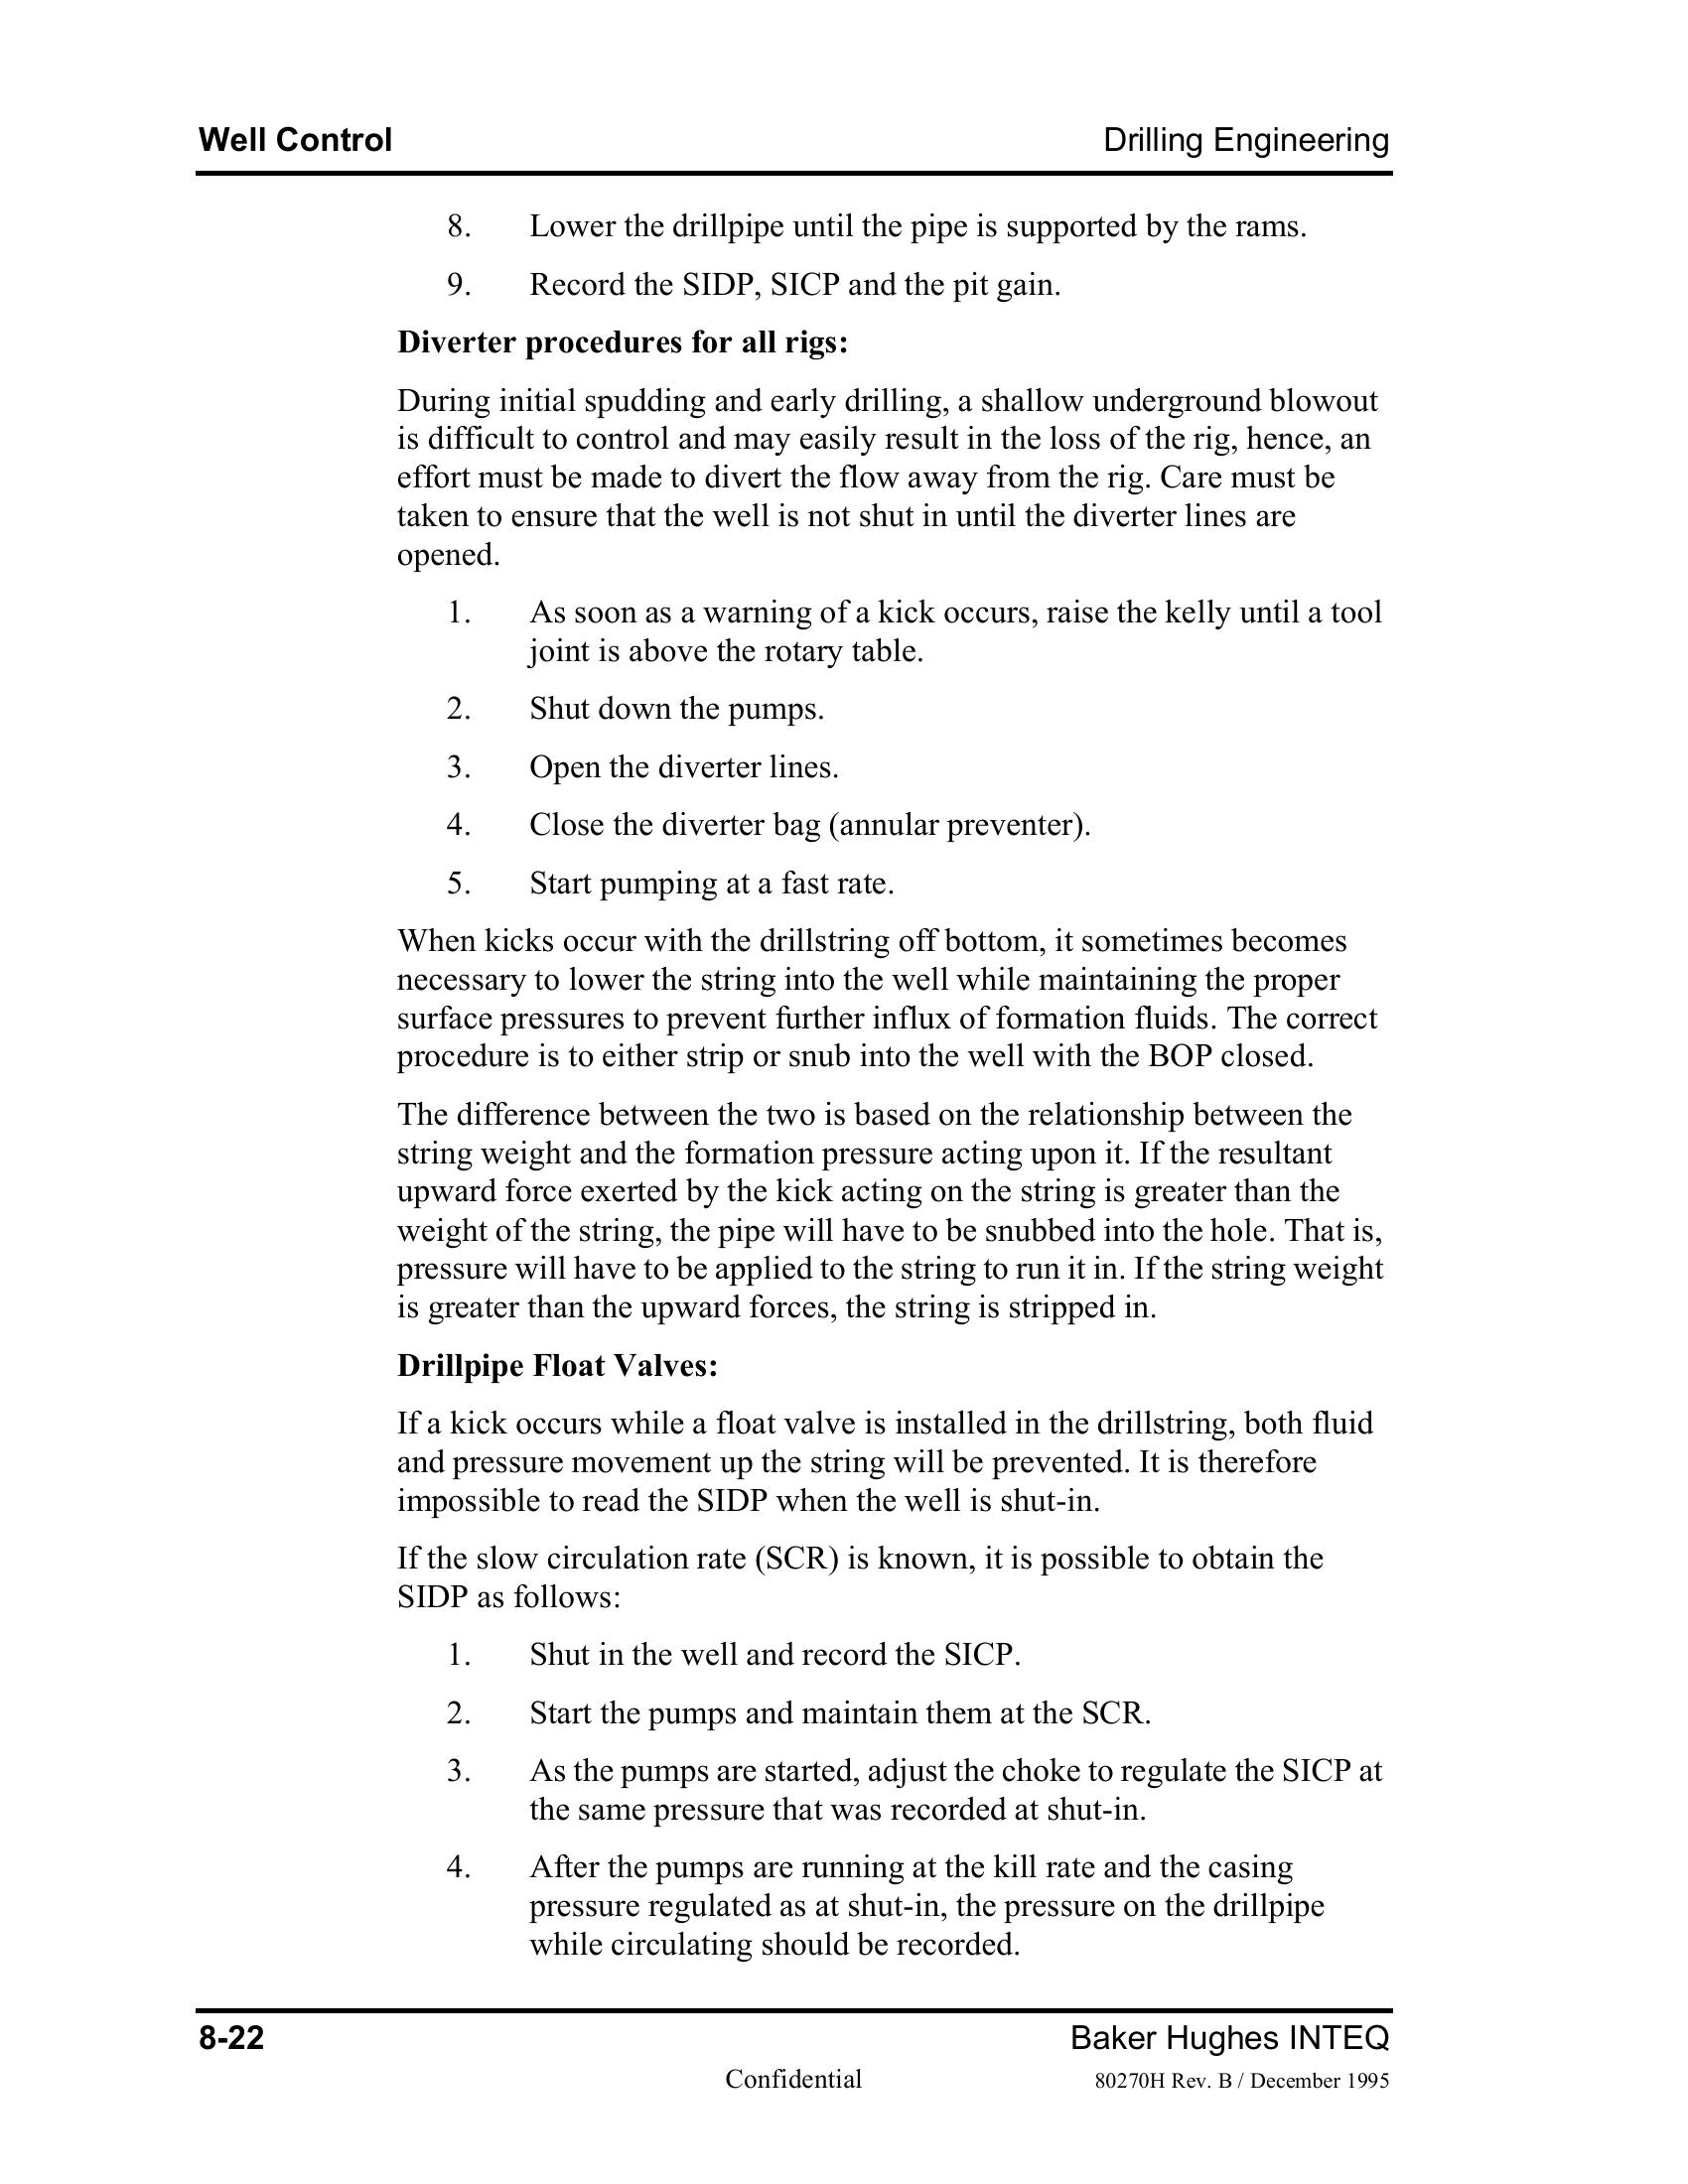 Well Control Drilling Engineering
8. Lower the drillpipe until the pipe is supported by the rams.
9. Record the SIDP, SICP and the pit gain.
Diverter procedures for all rigs:
During initial spudding and early drilling, a shallow underground blowout
is difficult to control and may easily result in the loss of the rig, hence, an
effort must be made to divert the flow away from the rig. Care must be
taken to ensure that the well is not shut in until the diverter lines are
opened.
1. As soon as a warning of a kick occurs, raise the kelly until a tool
joint is above the rotary table.
2. Shut down the pumps.
3. Open the diverter lines.
4. Close the diverter bag (annular preventer).
5. Start pumping at a fast rate.
When kicks occur with the drillstring off bottom, it sometimes becomes
necessary to lower the string into the well while maintaining the proper
surface pressures to prevent further influx of formation fluids. The correct
procedure is to either strip or snub into the well with the BOP closed.
The difference between the two is based on the relationship between the
string weight and the formation pressure acting upon it. If the resultant
upward force exerted by the kick acting on the string is greater than the
weight of the string, the pipe will have to be snubbed into the hole. That is,
pressure will have to be applied to the string to run it in. If the string weight
is greater than the upward forces, the string is stripped in.
Drillpipe Float Valves:
If a kick occurs while a float valve is installed in the drillstring, both fluid
and pressure movement up the string will be prevented. It is therefore
impossible to read the SIDP when the well is shut-in.
If the slow circulation rate (SCR) is known, it is possible to obtain the
SIDP as follows:
1. Shut in the well and record the SICP.
2. Start the pumps and maintain them at the SCR.
3. As the pumps are started, adjust the choke to regulate the SICP at
the same pressure that was recorded at shut-in.
4. After the pumps are running at the kill rate and the casing
pressure regulated as at shut-in, the pressure on the drillpipe
while circulating should be recorded.
8-22 Baker Hughes INTEQ
Confidential 80270H Rev. B / December 1995